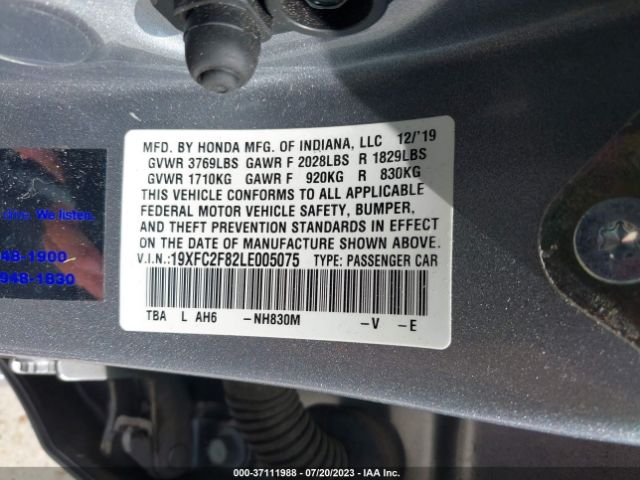 MFD. BY HONDA MFG. OF INDIANA, LLC 12/'19
GVWR 3769LBS GAWR F 2028LBS R 1829LBS
GVWR 1710KG GAWR F 920KG R 830KG
THIS VEHICLE CONFORMS TO ALL APPLICABLE
FEDERAL MOTOR VEHICLE SAFETY, BUMPER,
AND THEFT PREVENTION STANDARDS IN EFFECT
ON THE DATE OF MANUFACTURE SHOWN ABOVE.
V.I.N.:19XFC2F82LE005075 TYPE: PASSENGER CAR
TBA L AH6 -NH830M -V -E
drive. We listen.
48-1900
948-1830
000-37111988 - 07/20/2023 - IAA Inc.